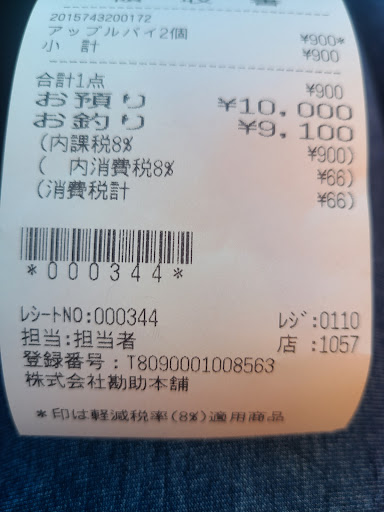 領収書
2015743200172
アップルパイ2個 ¥900*
小 計 ¥900
合計1点 ¥900
お預り ¥10,000
お釣り ¥9,100
(内課税8% ¥900)
( 内消費税8% ¥66)
(消費税計 ¥66)
*000344*
レシートNO:000344 レジ:0110
担当:担当者 店 :1057
登録番号:T8090001008563
株式会社勘助本舗
*印は軽減税率(8%)適用商品